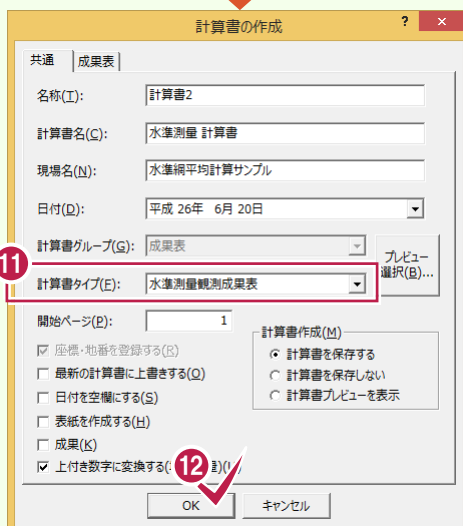 計算書の作成
? ×
共通 成果表
名称(T): 計算書2
計算書名(C): 水準測量 計算書
現場名(N): 水準網平均計算サンプル
日付(D): 平成 26年 6月 20日
計算書グループ(G): 成果表
プレビュー
選択(B)...
11
計算書タイプ(F): 水準測量観測成果表
開始ページ(P): 1
計算書作成(M)
座標・地番を登録する(R)
計算書を保存する
最新の計算書に上書きする(O)
計算書を保存しない
日付を空欄にする(S)
計算書プレビューを表示
表紙を作成する(H)
成果(K)
上付き数字に変換する(
12
OK キャンセル